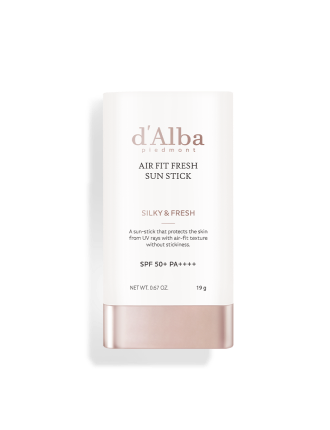 d'Alba
piedmont
AIR FIT FRESH
SUN STICK
SILKY & FRESH
A sun-stick that protects the skin
from UV rays with air-fit texture
without stickiness.
SPF 50+ PA++++
NET WT. 0.67 OZ. 19 g